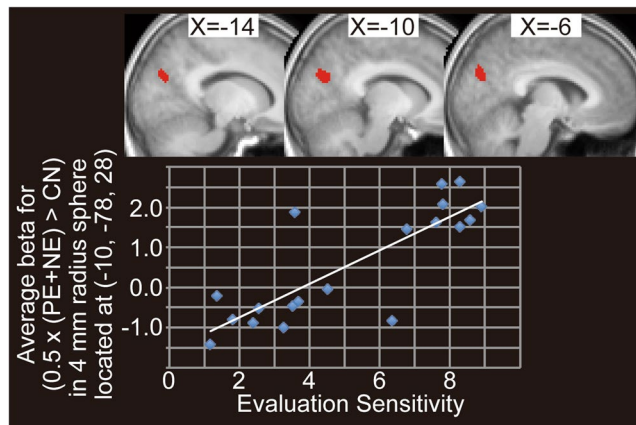 X=-14
X=-10
X=-6
Average beta for
(0.5 x (PE+NE) > CN)
in 4 mm radius sphere
located at (-10, -78, 28)
2.0
1.0
0.0
-1.0
0 2 4 6 8
Evaluation Sensitivity